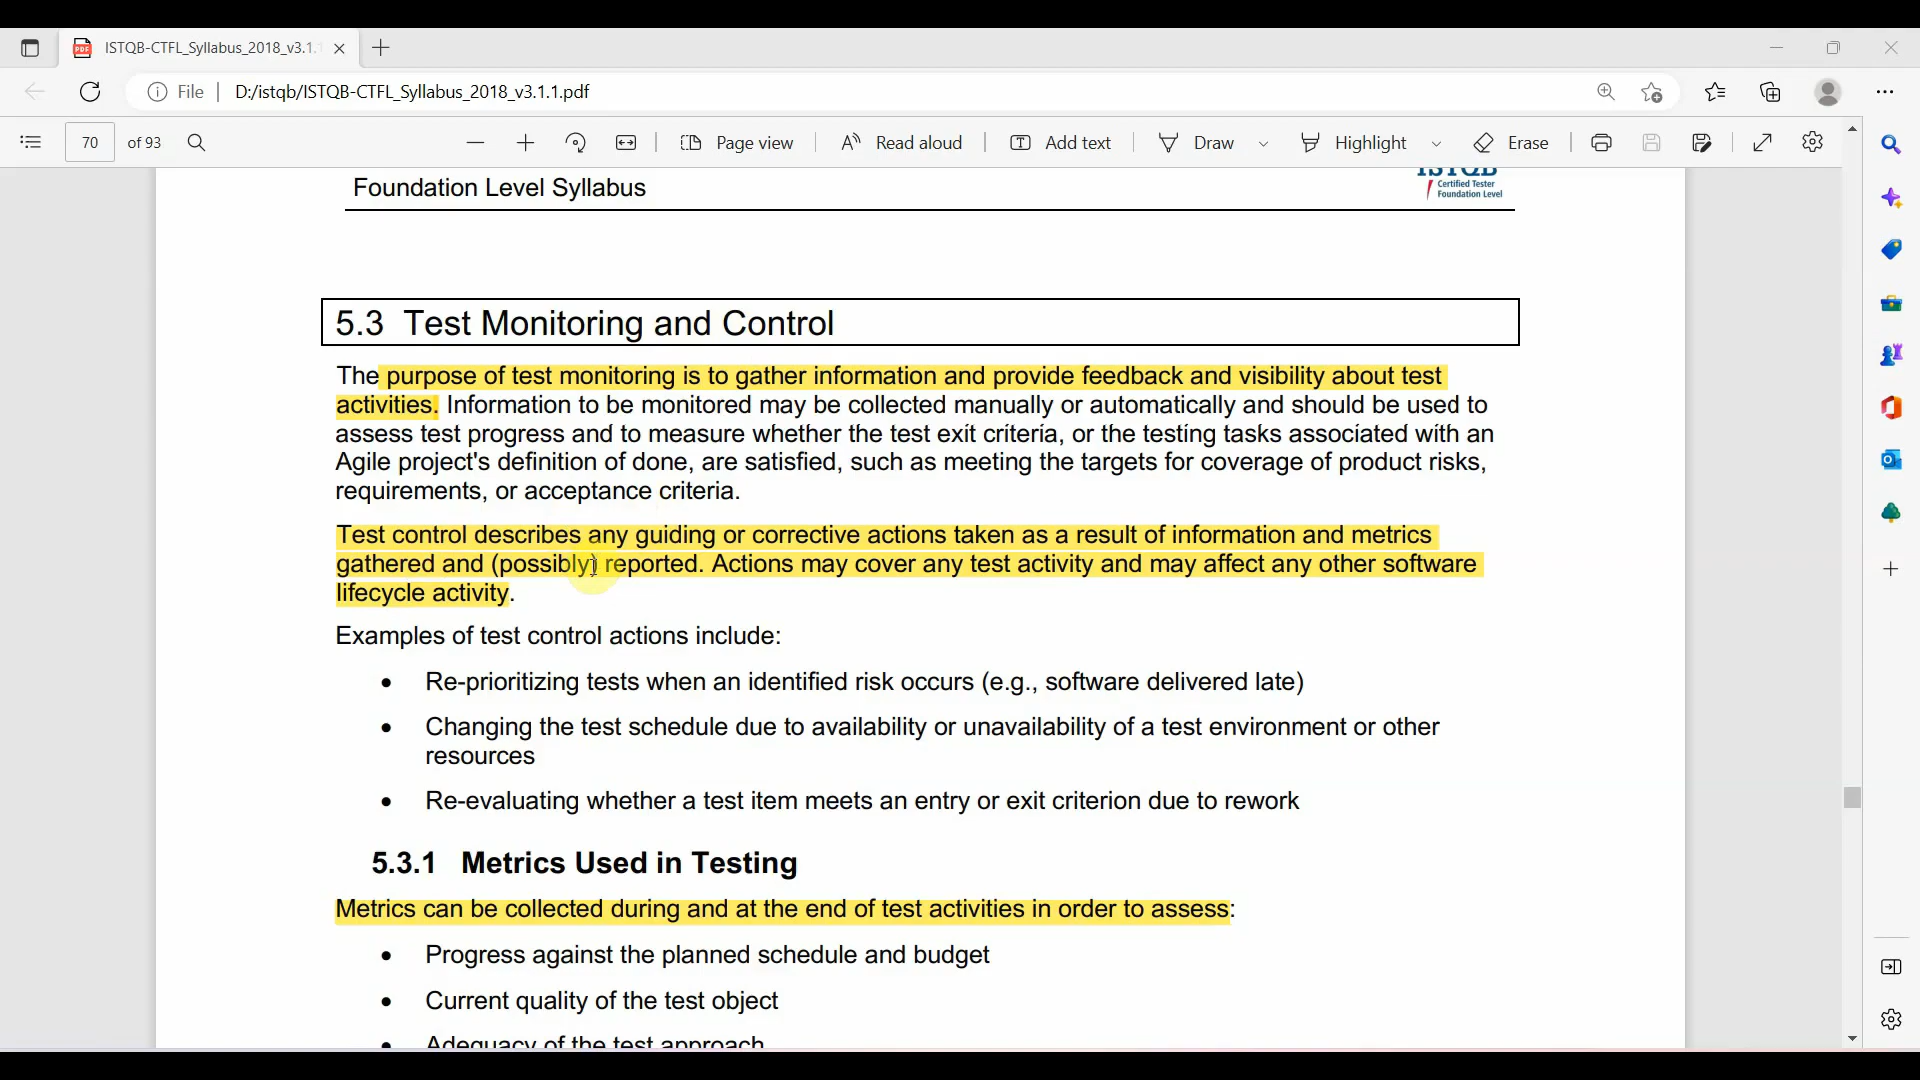 ISTQB-CTFL_Syllabus_2018_v3.1.1
File
D:/istqb/ISTQB-CTFL_Syllabus_2018_v3.1.1.pdf
70 of 93
Page view
Read aloud
Add text
Draw
Highlight
Erase
Foundation Level Syllabus
ISTQB
Certified Tester
Foundation Level
5.3 Test Monitoring and Control
The purpose of test monitoring is to gather information and provide feedback and visibility about test
activities. Information to be monitored may be collected manually or automatically and should be used to
assess test progress and to measure whether the test exit criteria, or the testing tasks associated with an
Agile project's definition of done, are satisfied, such as meeting the targets for coverage of product risks,
requirements, or acceptance criteria.
Test control describes any guiding or corrective actions taken as a result of information and metrics
gathered and (possibly) reported. Actions may cover any test activity and may affect any other software
lifecycle activity.
Examples of test control actions include:
• Re-prioritizing tests when an identified risk occurs (e.g., software delivered late)
• Changing the test schedule due to availability or unavailability of a test environment or other
resources
• Re-evaluating whether a test item meets an entry or exit criterion due to rework
5.3.1 Metrics Used in Testing
Metrics can be collected during and at the end of test activities in order to assess:
• Progress against the planned schedule and budget
• Current quality of the test object
• Adequacy of the test approach